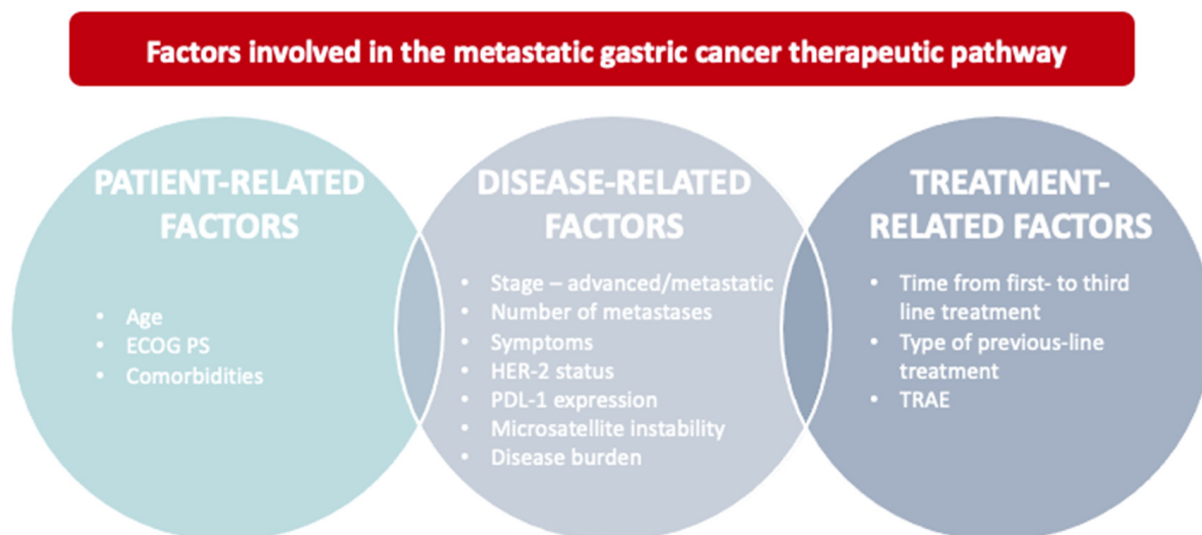 Factors involved in the metastatic gastric cancer therapeutic pathway
PATIENT-RELATED
FACTORS
• Age
• ECOG PS
• Comorbidities
DISEASE-RELATED
FACTORS
• Stage – advanced/metastatic
• Number of metastases
• Symptoms
• HER-2 status
• PDL-1 expression
• Microsatellite instability
• Disease burden
TREATMENT-
RELATED FACTORS
• Time from first- to third
line treatment
• Type of previous-line
treatment
• TRAE